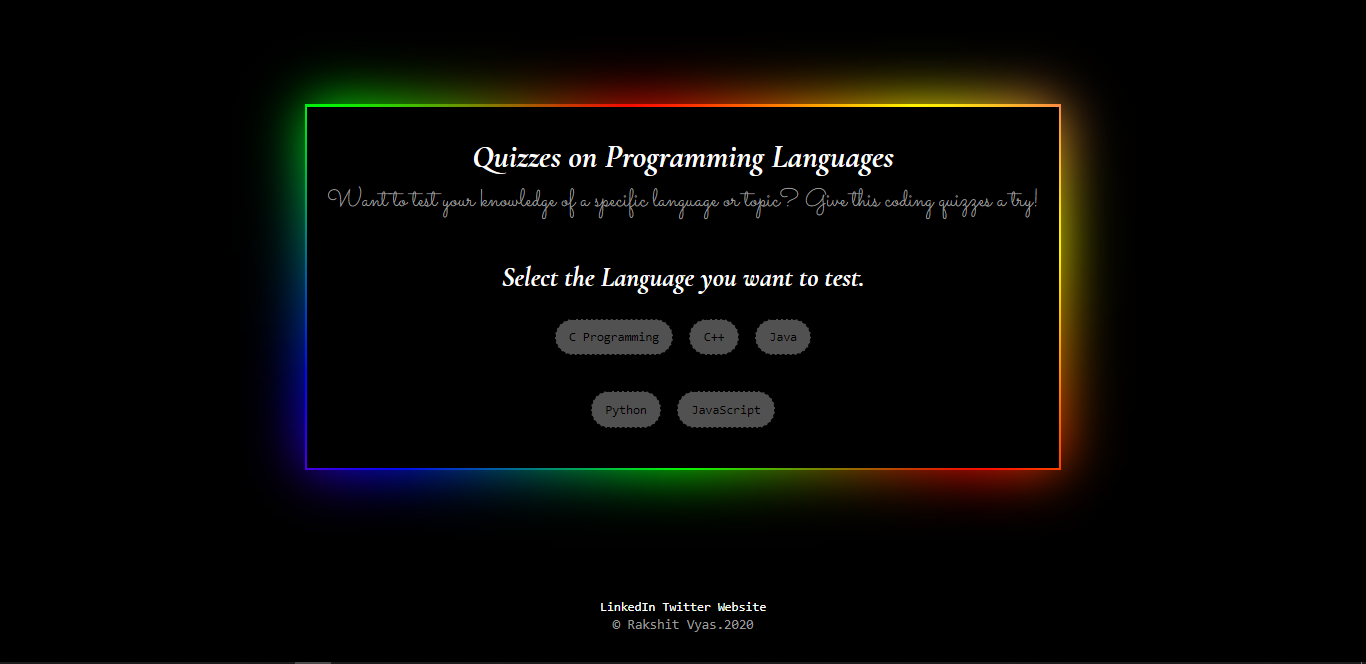 Quizzes on Programming Languages
Want to test your knowledge of a specific language or topic? Give this coding quizzes a try!
Select the Language you want to test.
C Programming C++ Java
Python JavaScript
LinkedIn Twitter Website
© Rakshit Vyas.2020